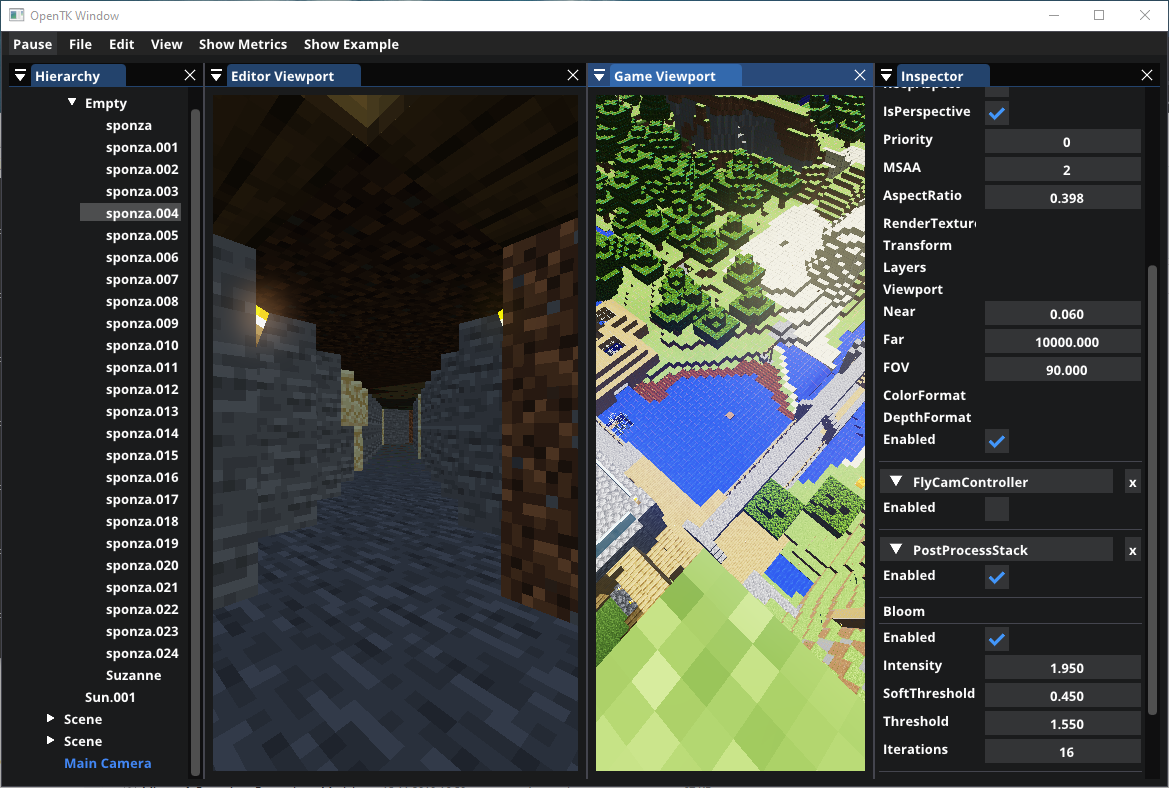 OpenTK Window
Pause File Edit View Show Metrics Show Example
Hierarchy
Empty
sponza
sponza.001
sponza.002
sponza.003
sponza.004
sponza.005
sponza.006
sponza.007
sponza.008
sponza.009
sponza.010
sponza.011
sponza.012
sponza.013
sponza.014
sponza.015
sponza.016
sponza.017
sponza.018
sponza.019
sponza.020
sponza.021
sponza.022
sponza.023
sponza.024
Suzanne
Sun.001
Scene
Scene
Main Camera
Editor Viewport
Game Viewport
Inspector
IsPerspective
Priority 0
MSAA 2
AspectRatio 0.398
RenderTexture
Transform
Layers
Viewport
Near 0.060
Far 10000.000
FOV 90.000
ColorFormat
DepthFormat
Enabled
FlyCamController x
Enabled
PostProcessStack x
Enabled
Bloom
Enabled
Intensity 1.950
SoftThreshold 0.450
Threshold 1.550
Iterations 16